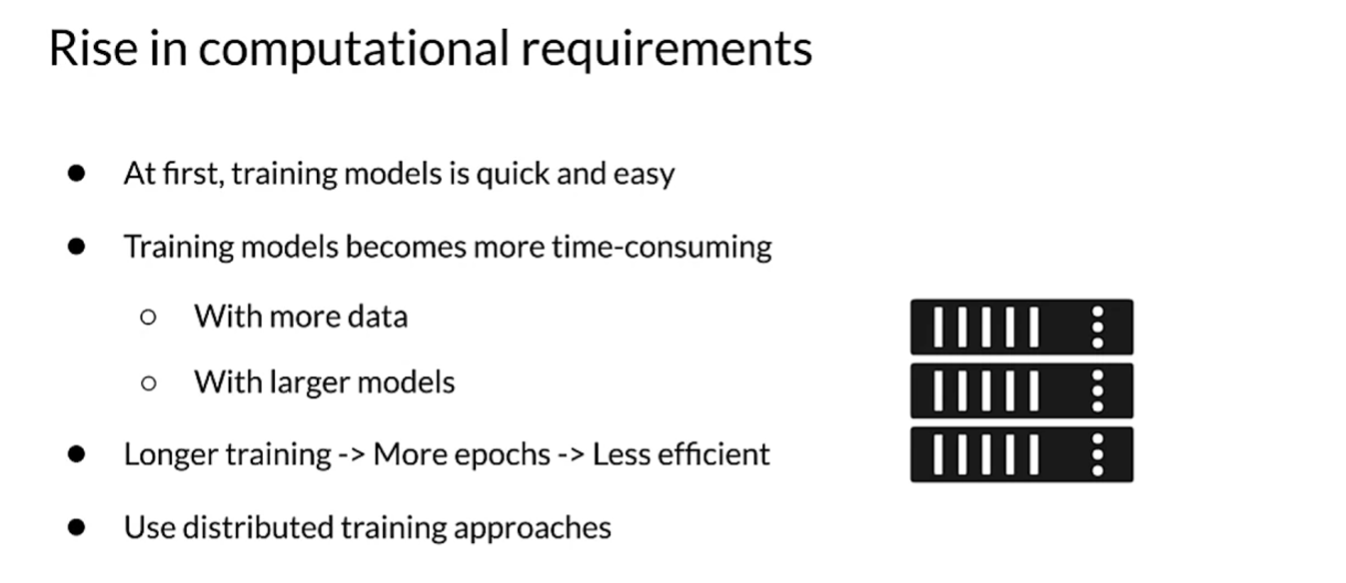 Rise in computational requirements
● At first, training models is quick and easy
● Training models becomes more time-consuming
○ With more data
○ With larger models
● Longer training -> More epochs -> Less efficient
● Use distributed training approaches